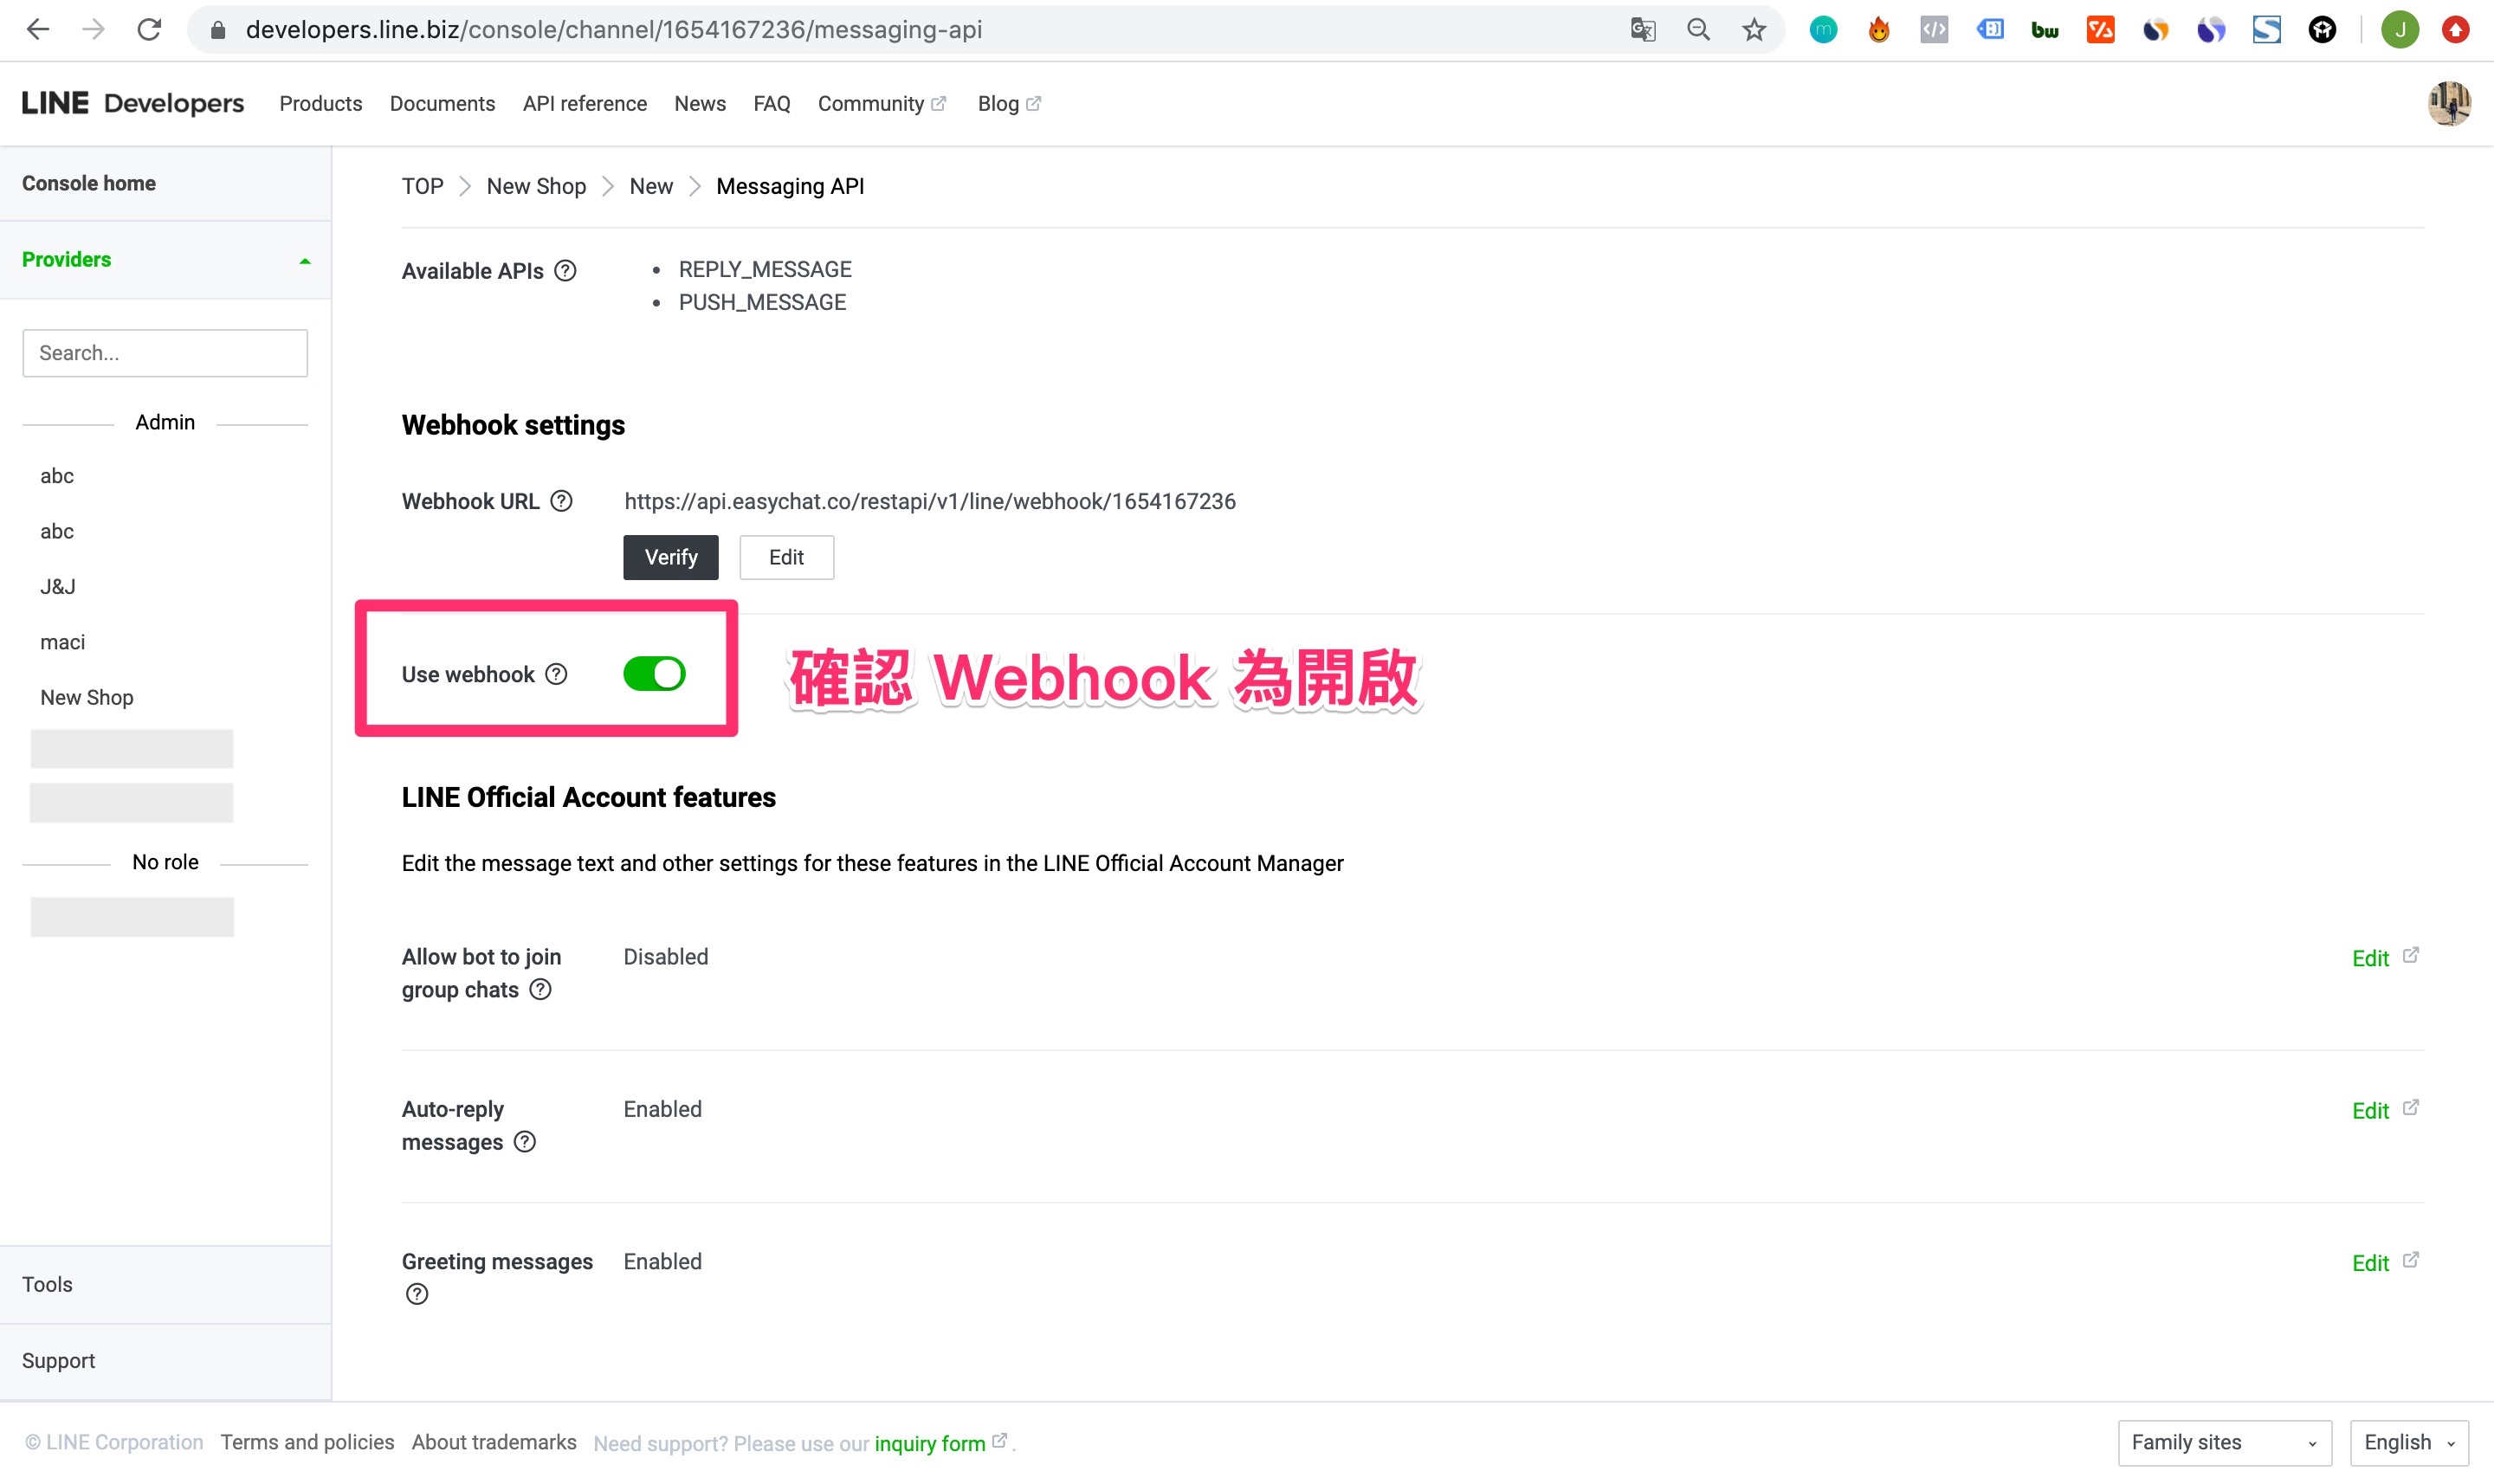 developers.line.biz/console/channel/1654167236/messaging-api
bw
J
LINE Developers Products Documents API reference News FAQ Community Blog
Console home
Providers
Search...
Admin
abc
abc
J&J
maci
New Shop
No role
Tools
Support
TOP New Shop New Messaging API
Available APIs
REPLY_MESSAGE
PUSH_MESSAGE
Webhook settings
Webhook URL https://api.easychat.co/restapi/v1/line/webhook/1654167236
Verify Edit
Use webhook
確認 Webhook 為開啟
LINE Official Account features
Edit the message text and other settings for these features in the LINE Official Account Manager
Allow bot to join group chats Disabled Edit
Auto-reply messages Enabled Edit
Greeting messages Enabled Edit
© LINE Corporation Terms and policies About trademarks Need support? Please use our inquiry form .
Family sites English